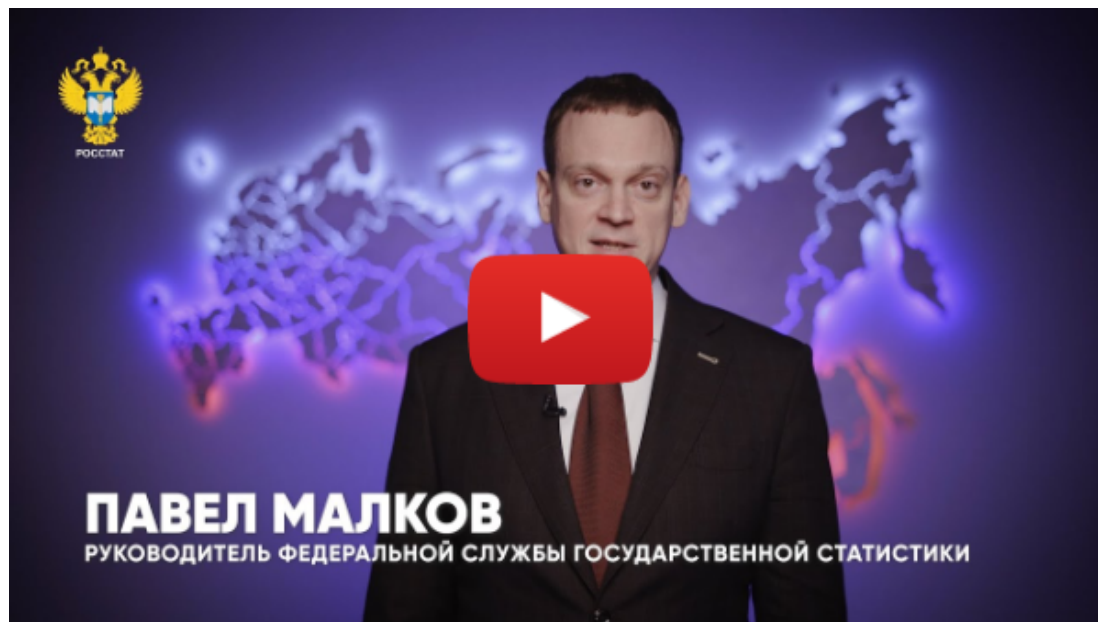 РОССТАТ
ПАВЕЛ МАЛКОВ
РУКОВОДИТЕЛЬ ФЕДЕРАЛЬНОЙ СЛУЖБЫ ГОСУДАРСТВЕННОЙ СТАТИСТИКИ